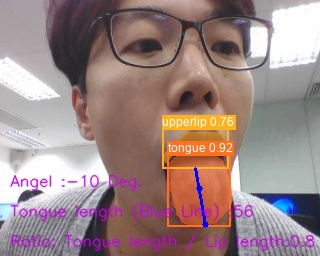 upperlip 0.76
tongue 0.92
Angel :-10 Deg.
Tongue length (Blue Line) :56
Ratio: Tongue length / Lip length:0.8